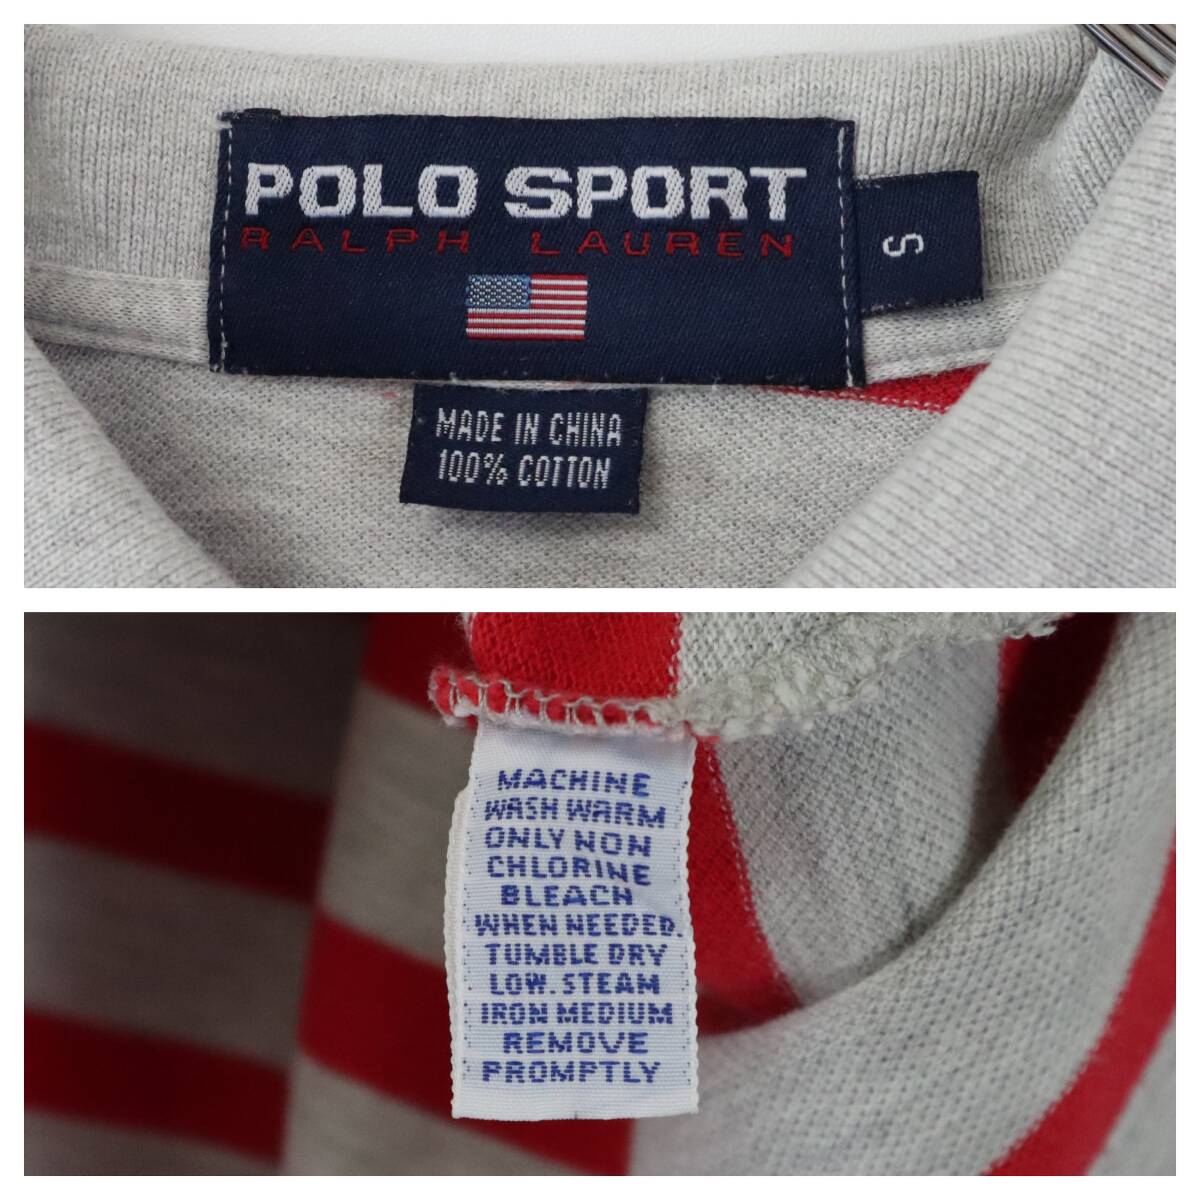 POLO SPORT
RALPH LAUREN
S
MADE IN CHINA
100% COTTON
MACHINE
WASH WARM
ONLY NON
CHLORINE
BLEACH
WHEN NEEDED.
TUMBLE DRY
LOW. STEAM
IRON MEDIUM
REMOVE
PROMPTLY